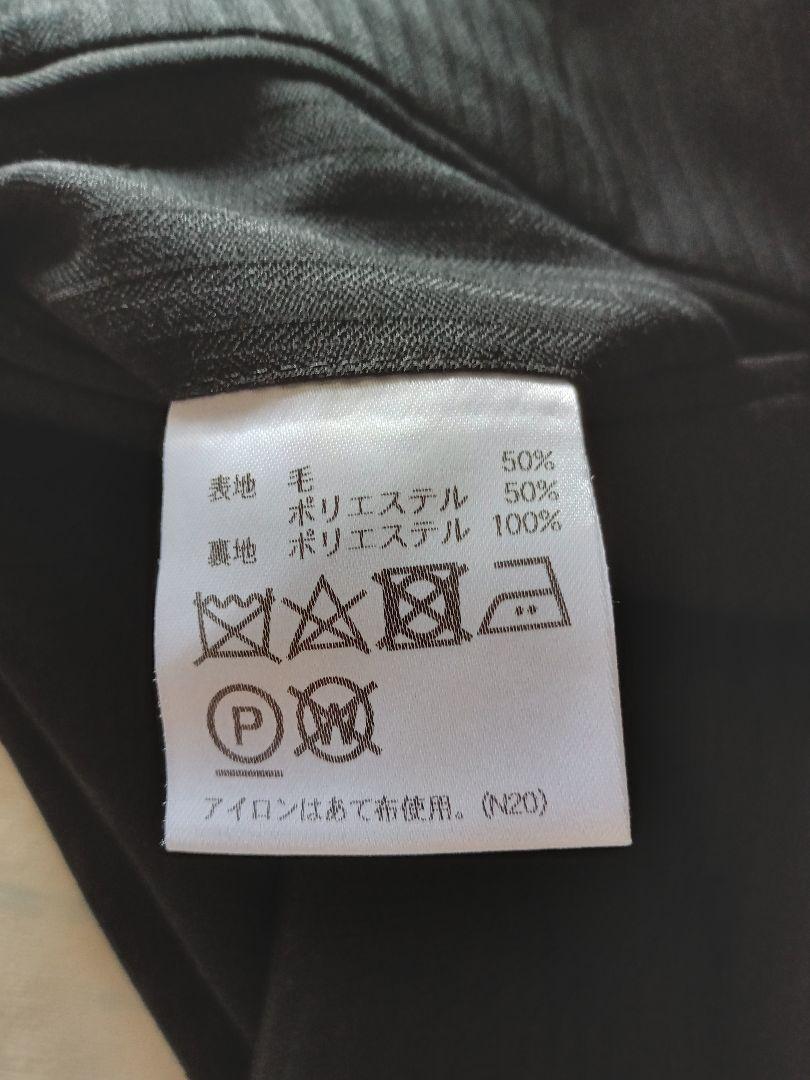 表地 毛 50%
ポリエステル 50%
裏地 ポリエステル 100%
P W
アイロンはあて布使用。(N20)